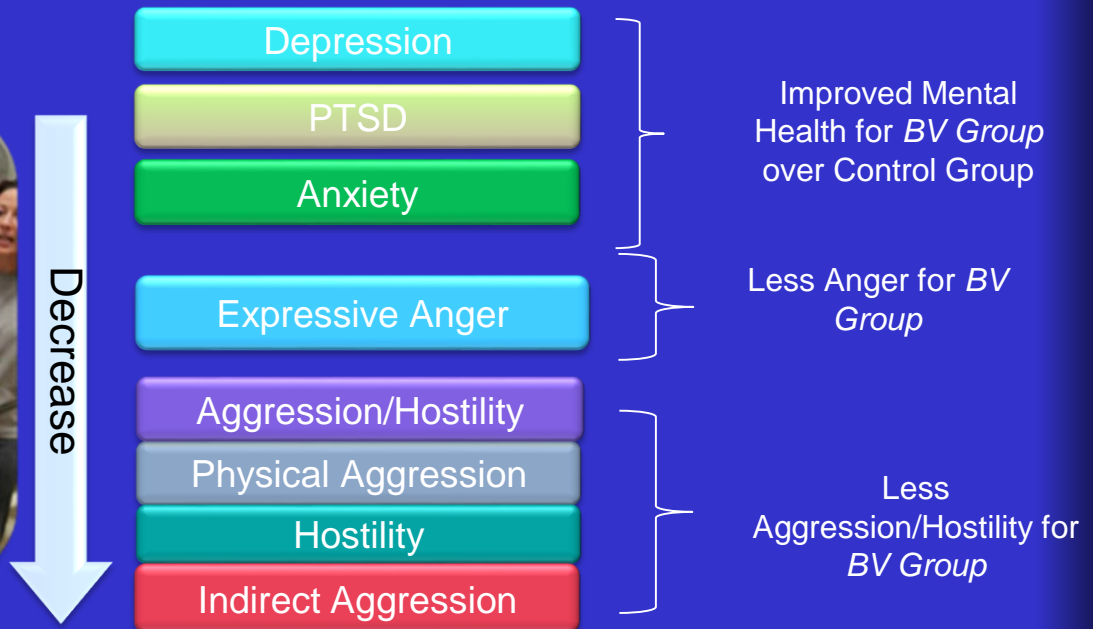 Depression
PTSD
Anxiety
Improved Mental
Health for BV Group
over Control Group
Decrease
Expressive Anger
Less Anger for BV
Group
Aggression/Hostility
Physical Aggression
Hostility
Indirect Aggression
Less
Aggression/Hostility for
BV Group